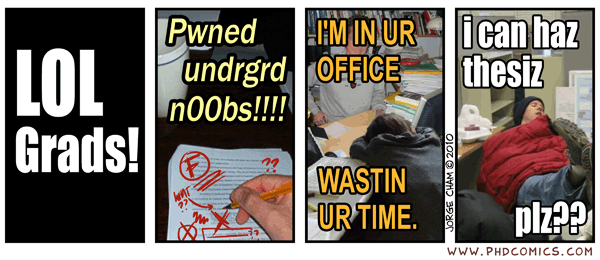 LOL
Grads!
Pwned
undrgrd
n00bs!!!!
F
??
WHAT
??
??
I'M IN UR
OFFICE
WASTIN
UR TIME.
JORGE CHAM © 2010
i can haz
thesiz
plz??
WWW.PHDCOMICS.COM